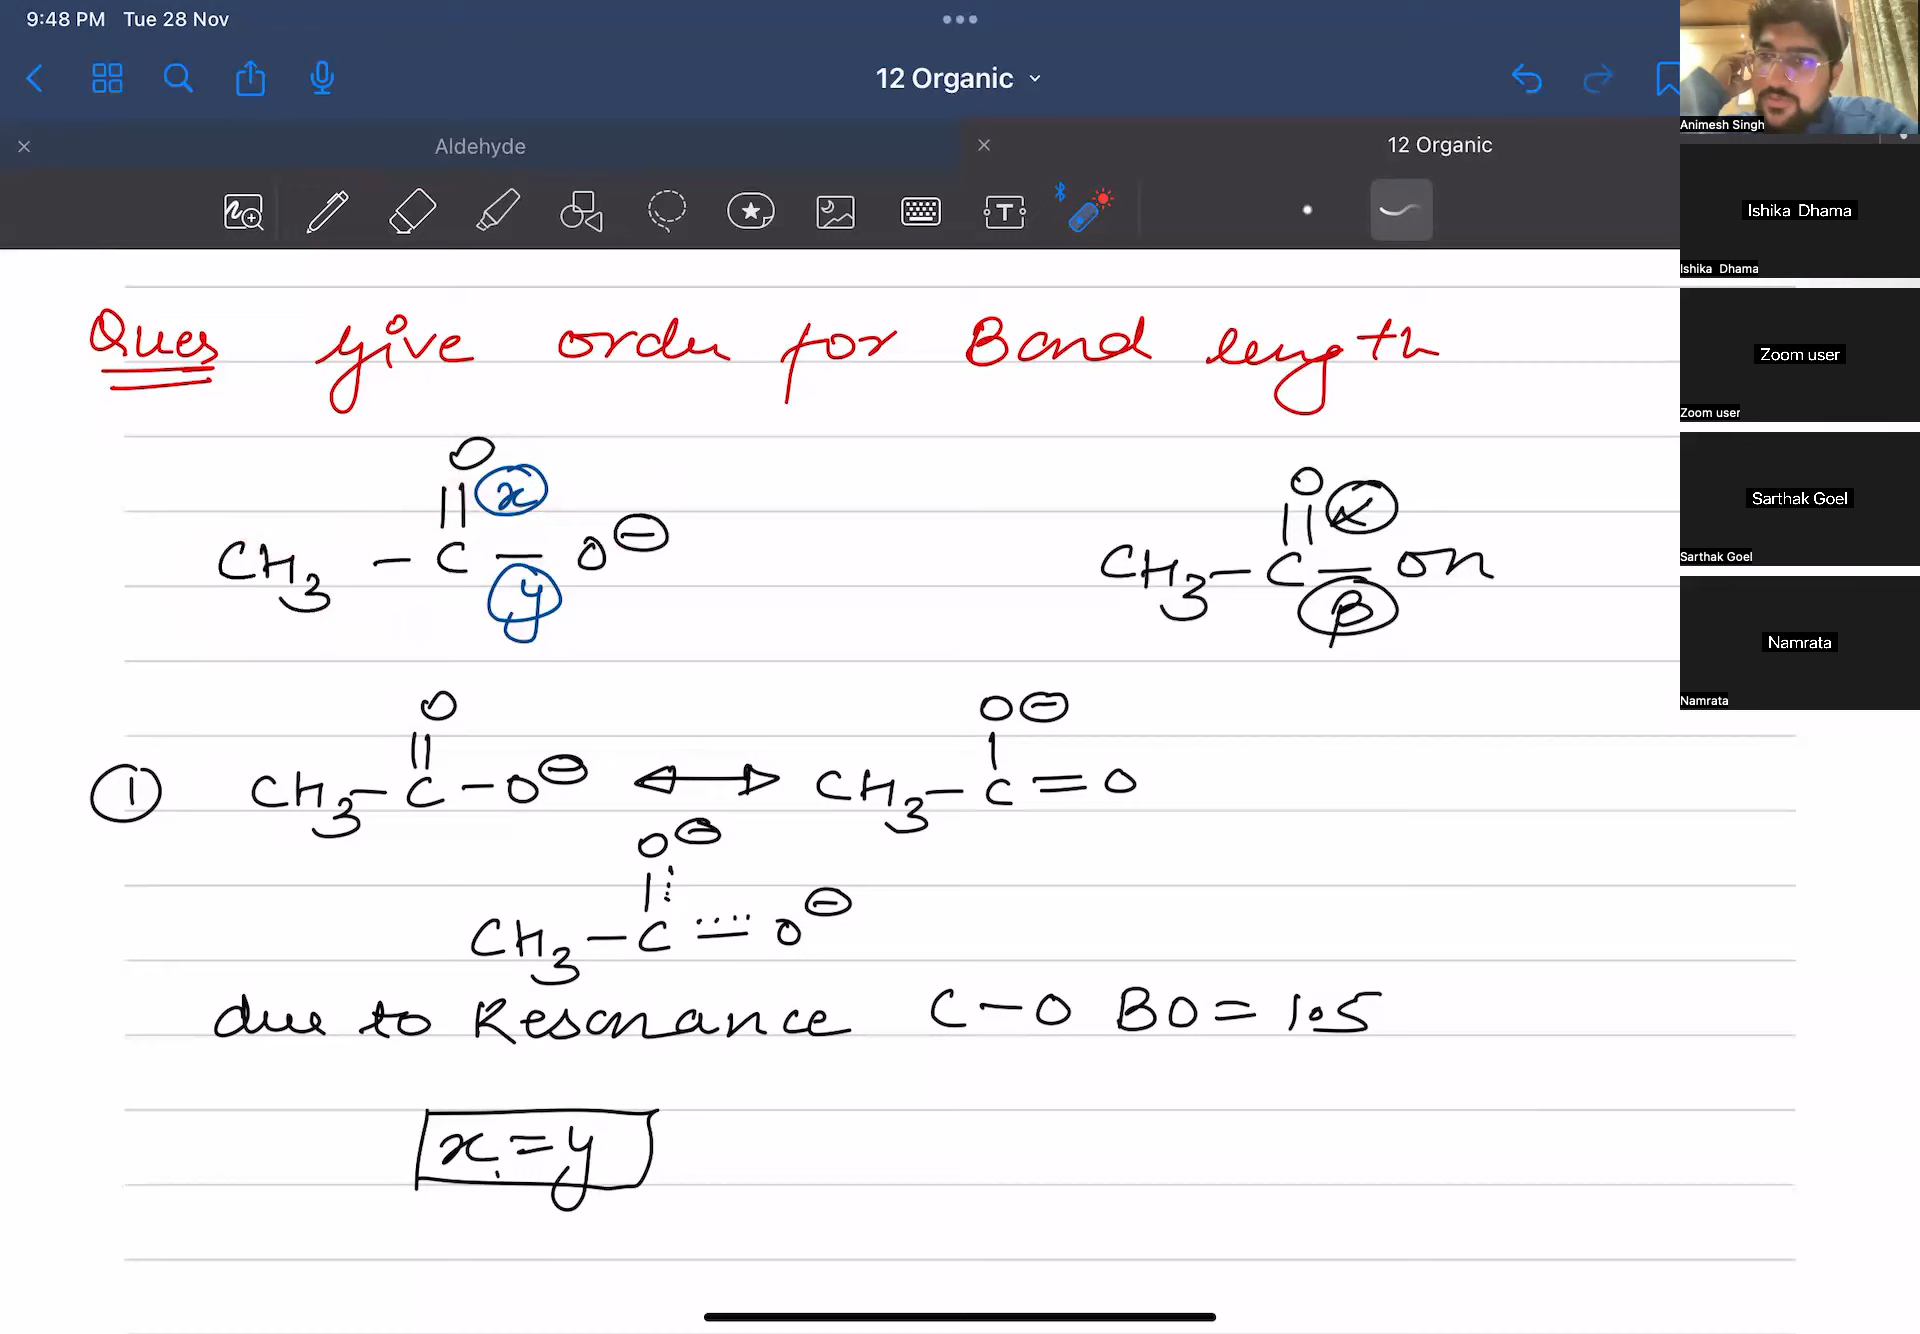 9:48 PM Tue 28 Nov
12 Organic
Aldehyde
12 Organic
T
Animesh Singh
Ishika Dhama
Ishika Dhama
Zoom user
Zoom user
Sarthak Goel
Sarthak Goel
Namrata
Namrata
Ques give order for Bond length
O
|| x
CH3 - C - O⊖
y
O
|| α
CH3 - C - OH
β
① CH3 - C - O⊖ ⟷ CH3 - C = O
O
||
O⊖
|
O⊖
CH3 - C ⋯ O⊖
due to Resonance C - O BO = 1.5
x = y